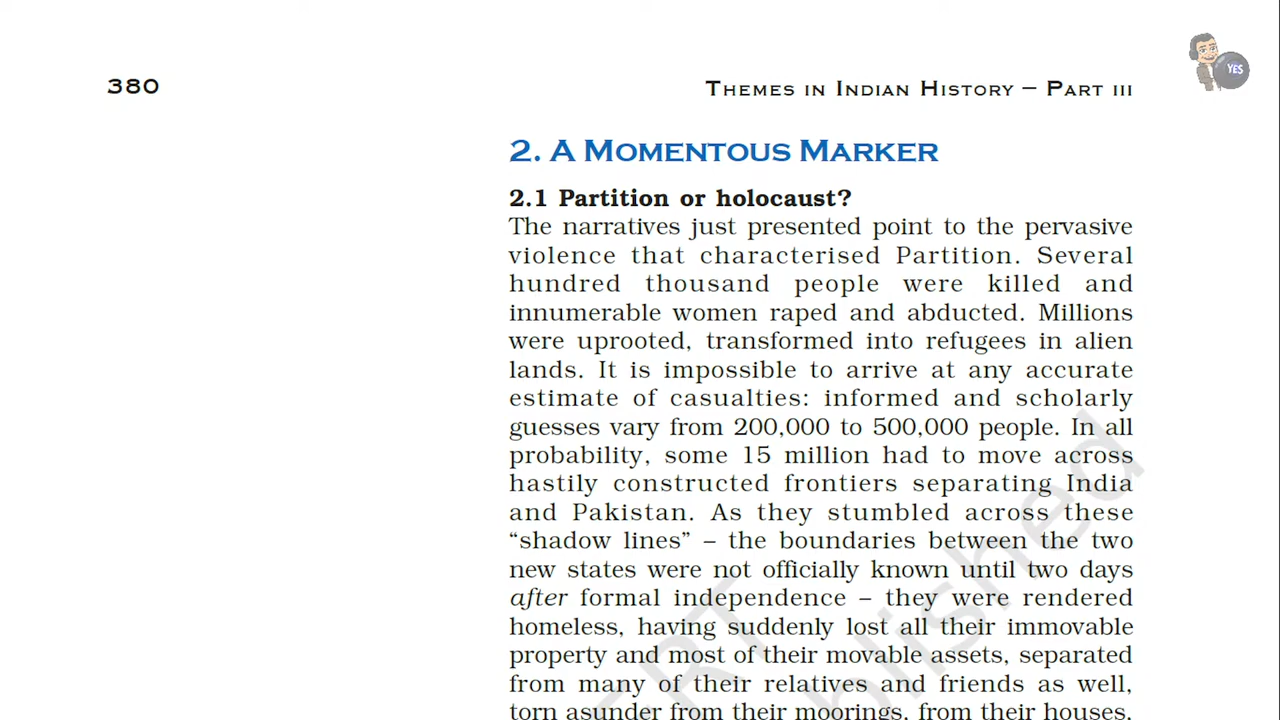 380
THEMES IN INDIAN HISTORY – PART III
YES
2. A MOMENTOUS MARKER
2.1 Partition or holocaust?
The narratives just presented point to the pervasive
violence that characterised Partition. Several
hundred thousand people were killed and
innumerable women raped and abducted. Millions
were uprooted, transformed into refugees in alien
lands. It is impossible to arrive at any accurate
estimate of casualties: informed and scholarly
guesses vary from 200,000 to 500,000 people. In all
probability, some 15 million had to move across
hastily constructed frontiers separating India
and Pakistan. As they stumbled across these
“shadow lines” – the boundaries between the two
new states were not officially known until two days
after formal independence – they were rendered
homeless, having suddenly lost all their immovable
property and most of their movable assets, separated
from many of their relatives and friends as well,
torn asunder from their moorings, from their houses,